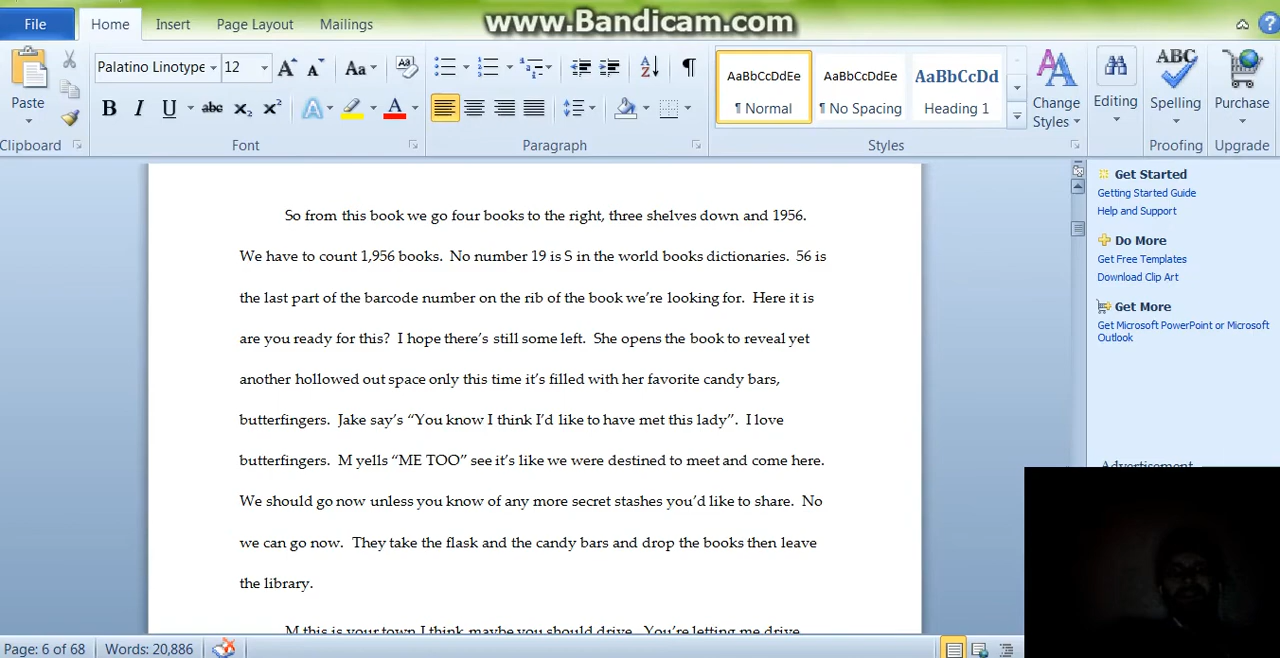 www.Bandicam.com
File Home Insert Page Layout Mailings
Palatino Linotype 12 Aa AaBbCcDdEe AaBbCcDdEe AaBbCcDd ABC
Paste B I U abc X₂ X² A A ¶ Normal ¶ No Spacing Heading 1 Change Styles Editing Spelling Purchase
Clipboard Font Paragraph Styles Proofing Upgrade
So from this book we go four books to the right, three shelves down and 1956.
We have to count 1,956 books.  No number 19 is S in the world books dictionaries.  56 is
the last part of the barcode number on the rib of the book we’re looking for.  Here it is
are you ready for this?  I hope there’s still some left.  She opens the book to reveal yet
another hollowed out space only this time it’s filled with her favorite candy bars,
butterfingers.  Jake say’s “You know I think I’d like to have met this lady”.  I love
butterfingers.  M yells “ME TOO” see it’s like we were destined to meet and come here.
We should go now unless you know of any more secret stashes you’d like to share.  No
we can go now.  They take the flask and the candy bars and drop the books then leave
the library.
M this is your town I think maybe you should drive.  You’re letting me drive
Get Started
Getting Started Guide
Help and Support
Do More
Get Free Templates
Download Clip Art
Get More
Get Microsoft PowerPoint or Microsoft
Outlook
Advertisement
Page: 6 of 68 Words: 20,886